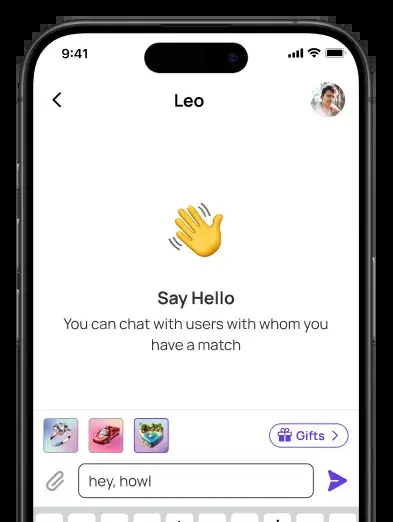 9:41
Leo
Say Hello
You can chat with users with whom you
have a match
Gifts
hey, howl